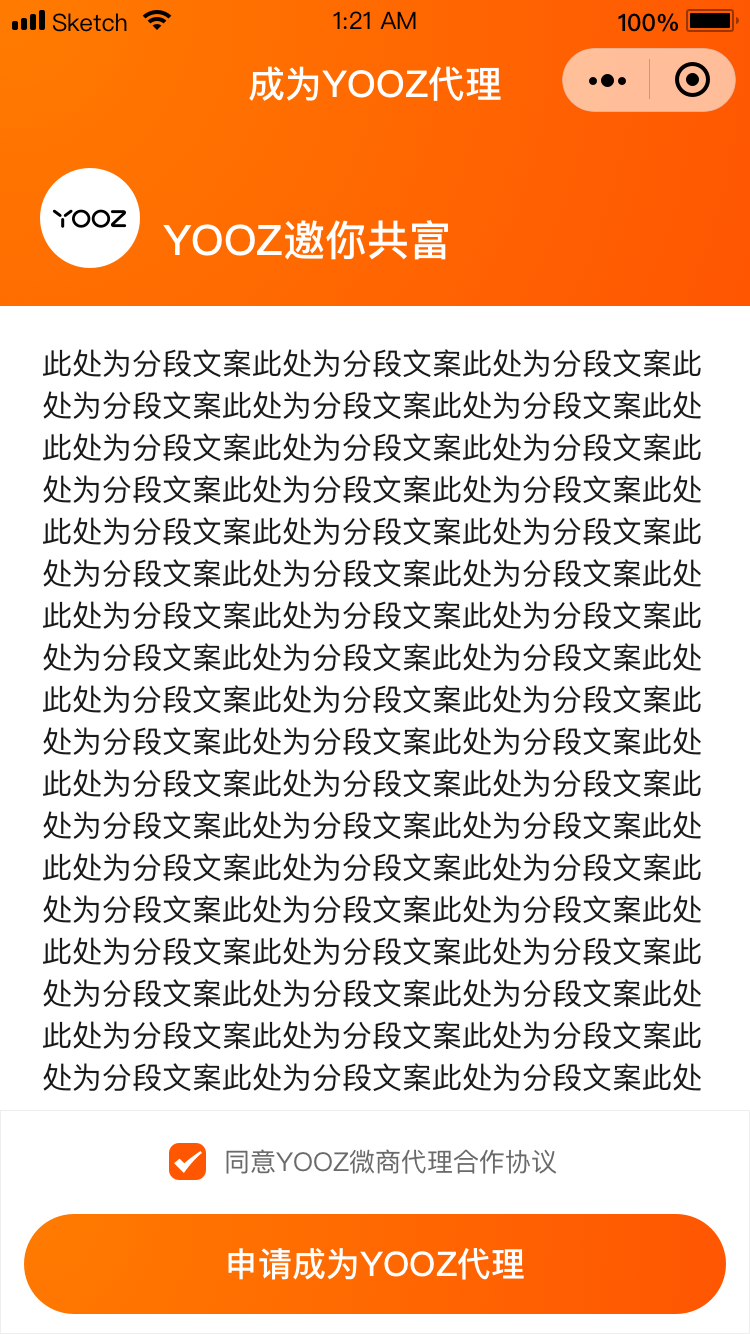 Sketch 1:21 AM 100%
成为YOOZ代理
YOOZ
YOOZ邀你共富
此处为分段文案此处为分段文案此处为分段文案此
处为分段文案此处为分段文案此处为分段文案此处
此处为分段文案此处为分段文案此处为分段文案此
处为分段文案此处为分段文案此处为分段文案此处
此处为分段文案此处为分段文案此处为分段文案此
处为分段文案此处为分段文案此处为分段文案此处
此处为分段文案此处为分段文案此处为分段文案此
处为分段文案此处为分段文案此处为分段文案此处
此处为分段文案此处为分段文案此处为分段文案此
处为分段文案此处为分段文案此处为分段文案此处
此处为分段文案此处为分段文案此处为分段文案此
处为分段文案此处为分段文案此处为分段文案此处
此处为分段文案此处为分段文案此处为分段文案此
处为分段文案此处为分段文案此处为分段文案此处
此处为分段文案此处为分段文案此处为分段文案此
处为分段文案此处为分段文案此处为分段文案此处
此处为分段文案此处为分段文案此处为分段文案此
处为分段文案此处为分段文案此处为分段文案此处
同意YOOZ微商代理合作协议
申请成为YOOZ代理